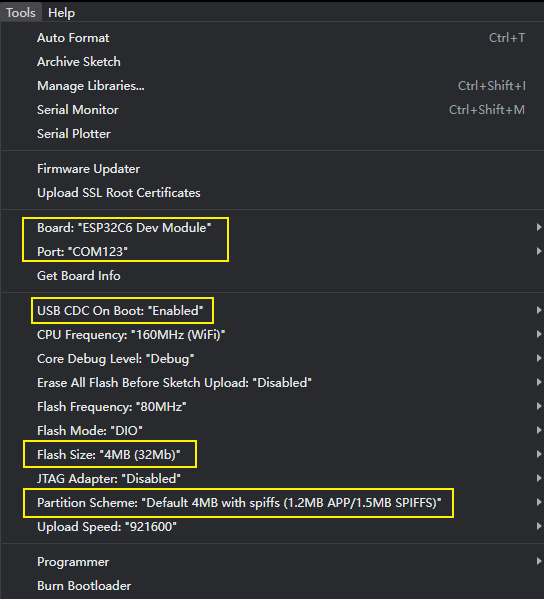 Tools Help
Auto Format Ctrl+T
Archive Sketch
Manage Libraries... Ctrl+Shift+I
Serial Monitor Ctrl+Shift+M
Serial Plotter
Firmware Updater
Upload SSL Root Certificates
Board: "ESP32C6 Dev Module"
Port: "COM123"
Get Board Info
USB CDC On Boot: "Enabled"
CPU Frequency: "160MHz (WiFi)"
Core Debug Level: "Debug"
Erase All Flash Before Sketch Upload: "Disabled"
Flash Frequency: "80MHz"
Flash Mode: "DIO"
Flash Size: "4MB (32Mb)"
JTAG Adapter: "Disabled"
Partition Scheme: "Default 4MB with spiffs (1.2MB APP/1.5MB SPIFFS)"
Upload Speed: "921600"
Programmer
Burn Bootloader